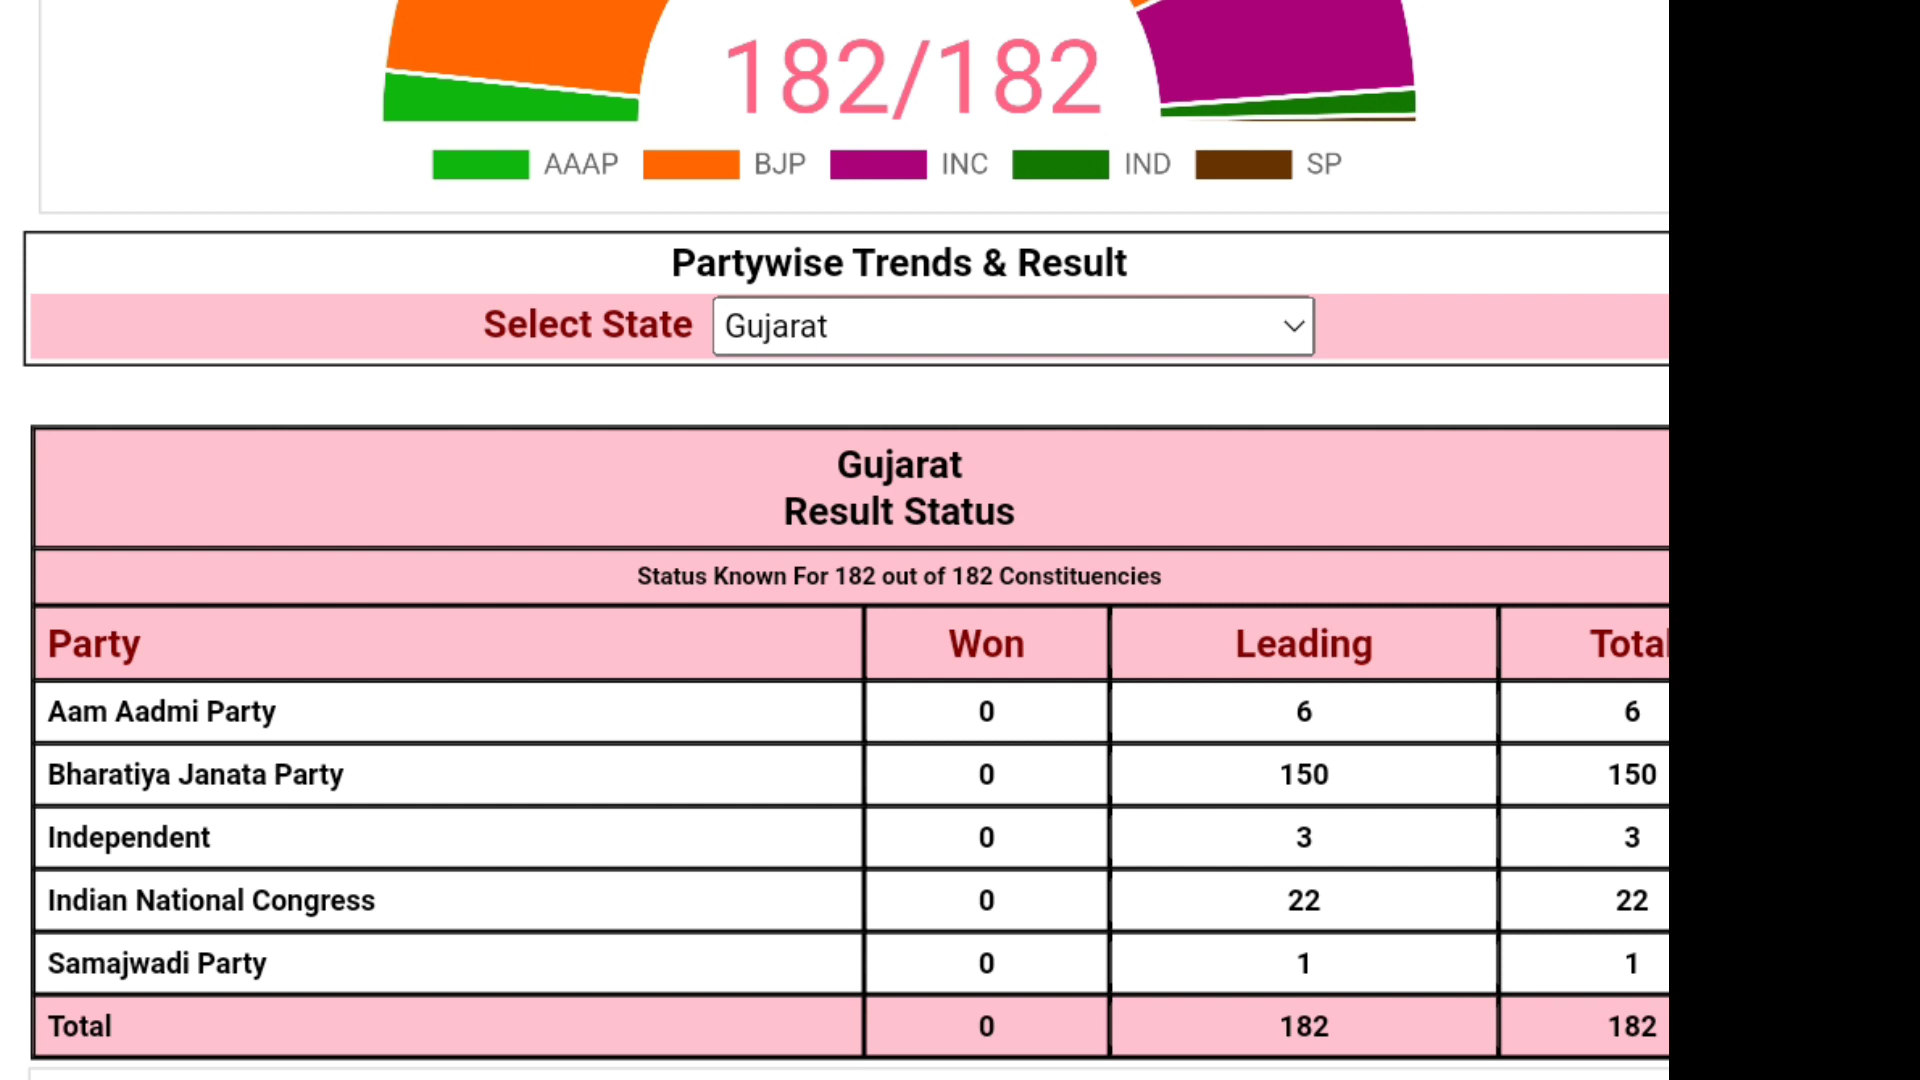 182/182
AAAP BJP INC IND SP
Partywise Trends & Result
Select State Gujarat
Gujarat
Result Status
Status Known For 182 out of 182 Constituencies
Party Won Leading Total
Aam Aadmi Party 0 6 6
Bharatiya Janata Party 0 150 150
Independent 0 3 3
Indian National Congress 0 22 22
Samajwadi Party 0 1 1
Total 0 182 182